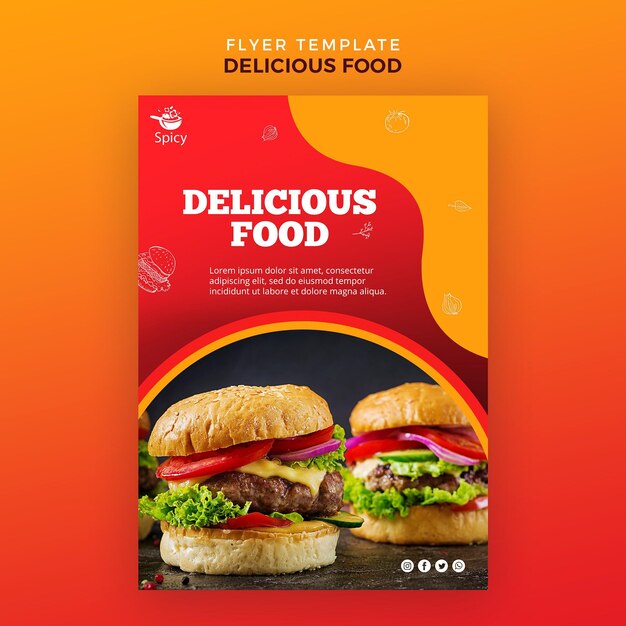 FLYER TEMPLATE
DELICIOUS FOOD
Spicy
DELICIOUS
FOOD
Lorem ipsum dolor sit amet, consectetur
adipiscing elit, sed do eiusmod tempor
incididunt ut labore et dolore magna aliqua.